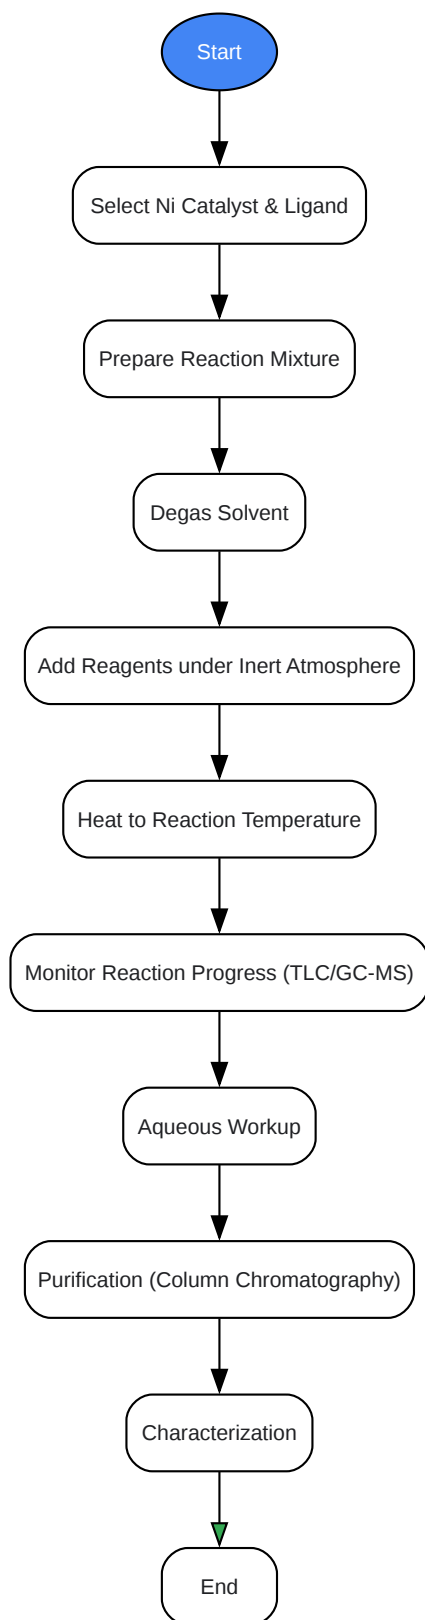 Start
Select Ni Catalyst & Ligand
Prepare Reaction Mixture
Degas Solvent
Add Reagents under Inert Atmosphere
Heat to Reaction Temperature
Monitor Reaction Progress (TLC/GC-MS)
Aqueous Workup
Purification (Column Chromatography)
Characterization
End